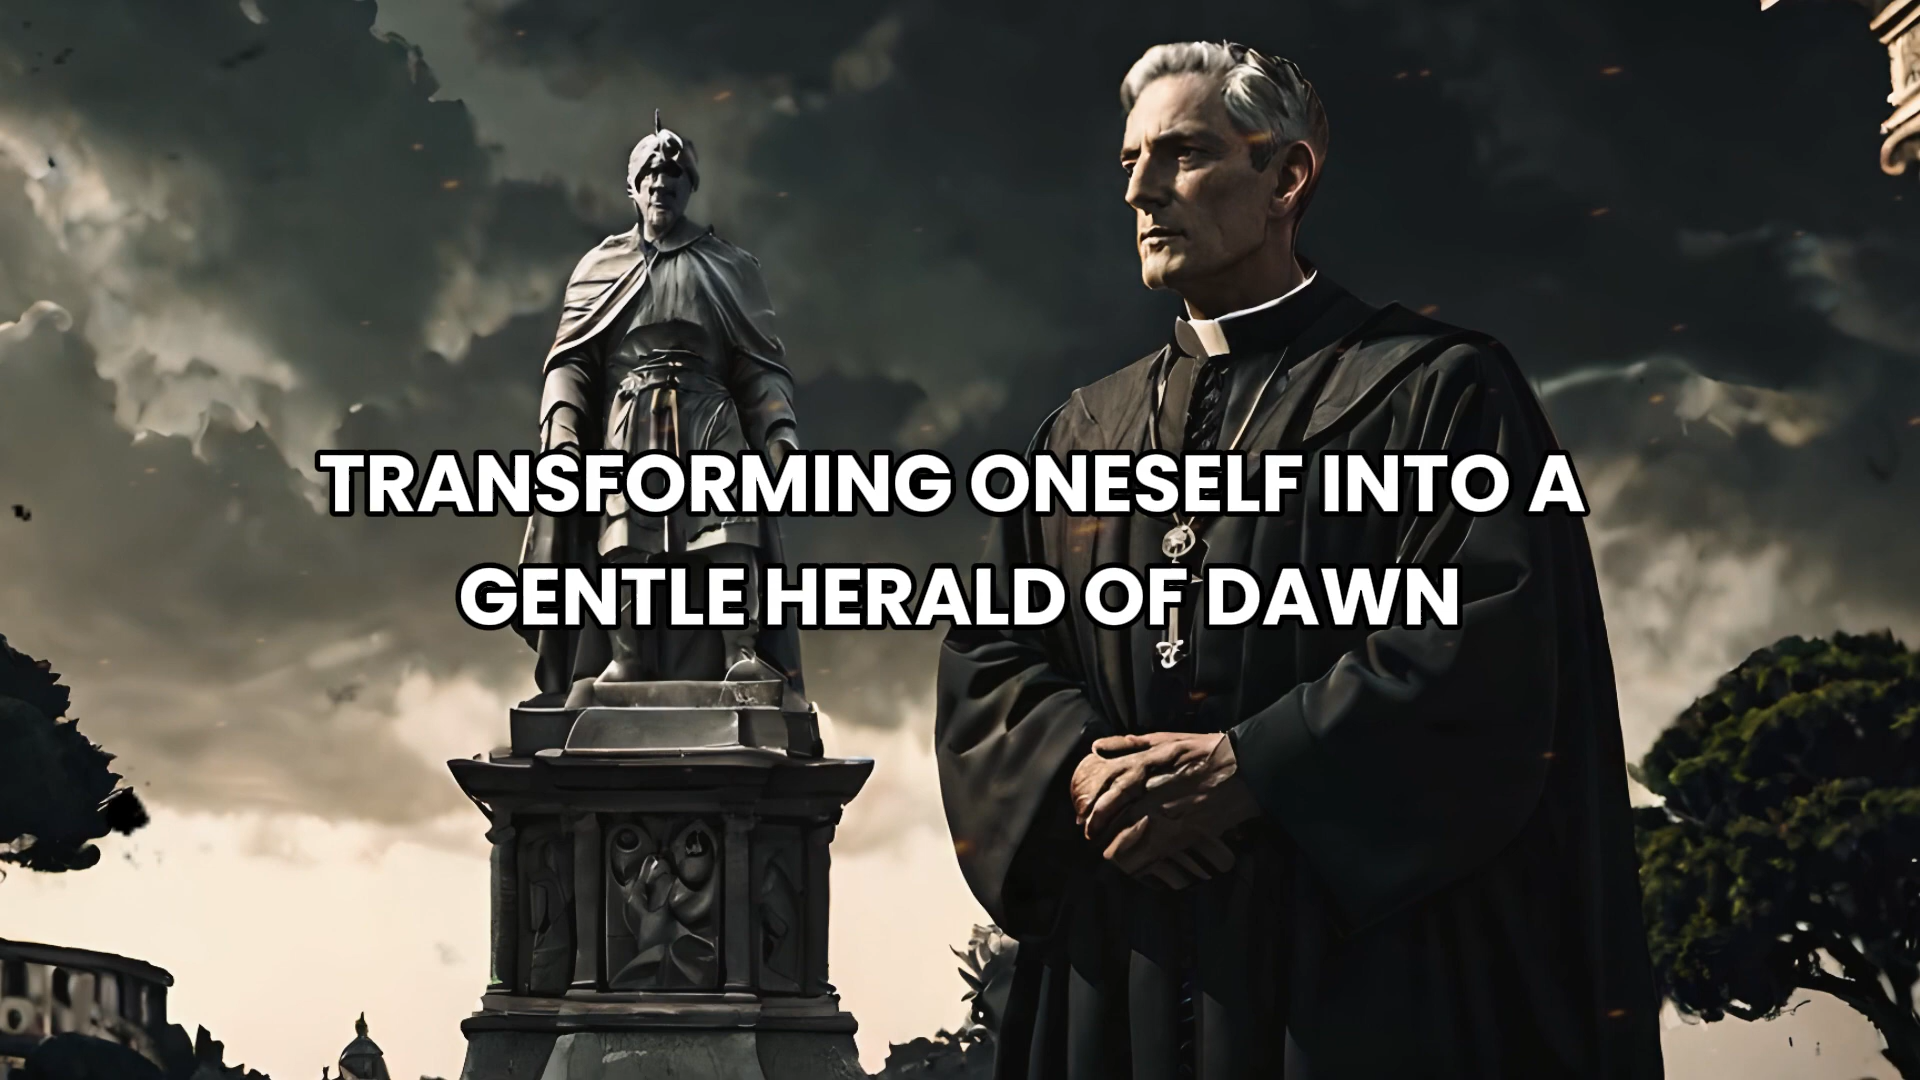 TRANSFORMING ONESELF INTO A
GENTLE HERALD OF DAWN